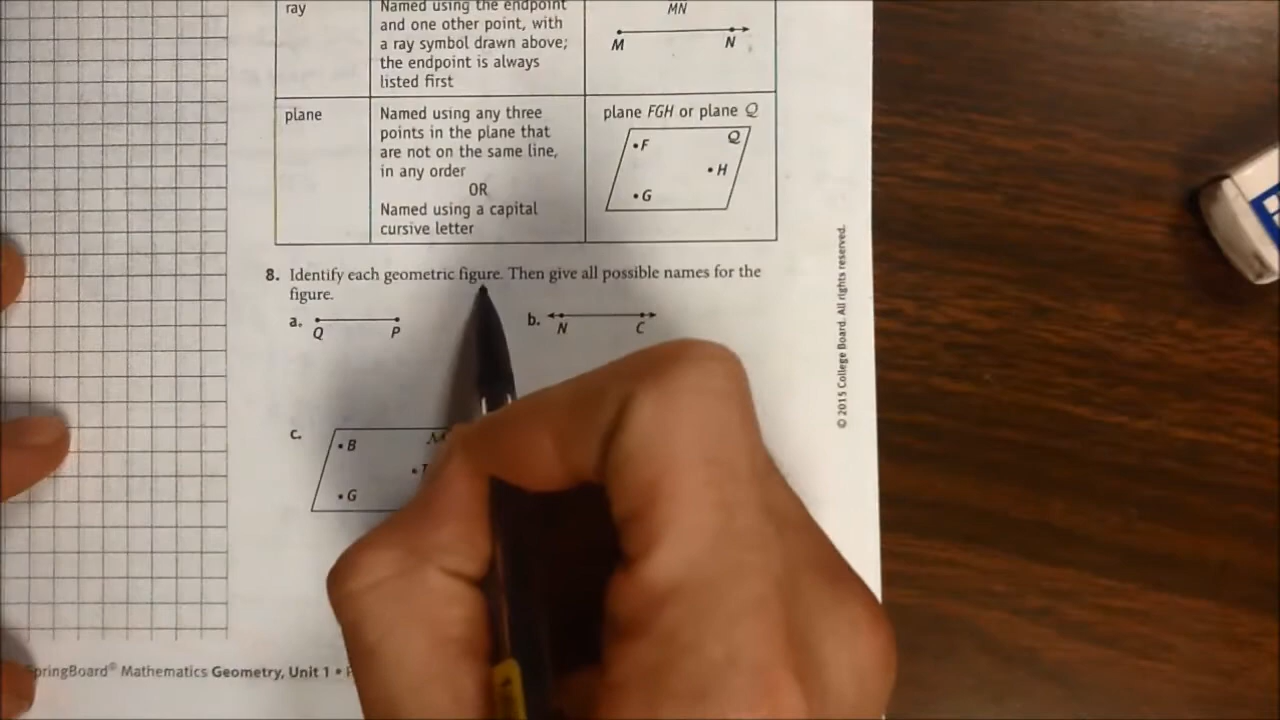 ray
Named using the endpoint
and one other point, with
a ray symbol drawn above;
the endpoint is always
listed first
MN
M N
plane
Named using any three
points in the plane that
are not on the same line,
in any order
OR
Named using a capital
cursive letter
plane FGH or plane Q
F
Q
H
G
8. Identify each geometric figure. Then give all possible names for the
figure.
a.
Q P
b.
N C
c.
B
M
G
© 2015 College Board. All rights reserved.
SpringBoard® Mathematics Geometry, Unit 1 •